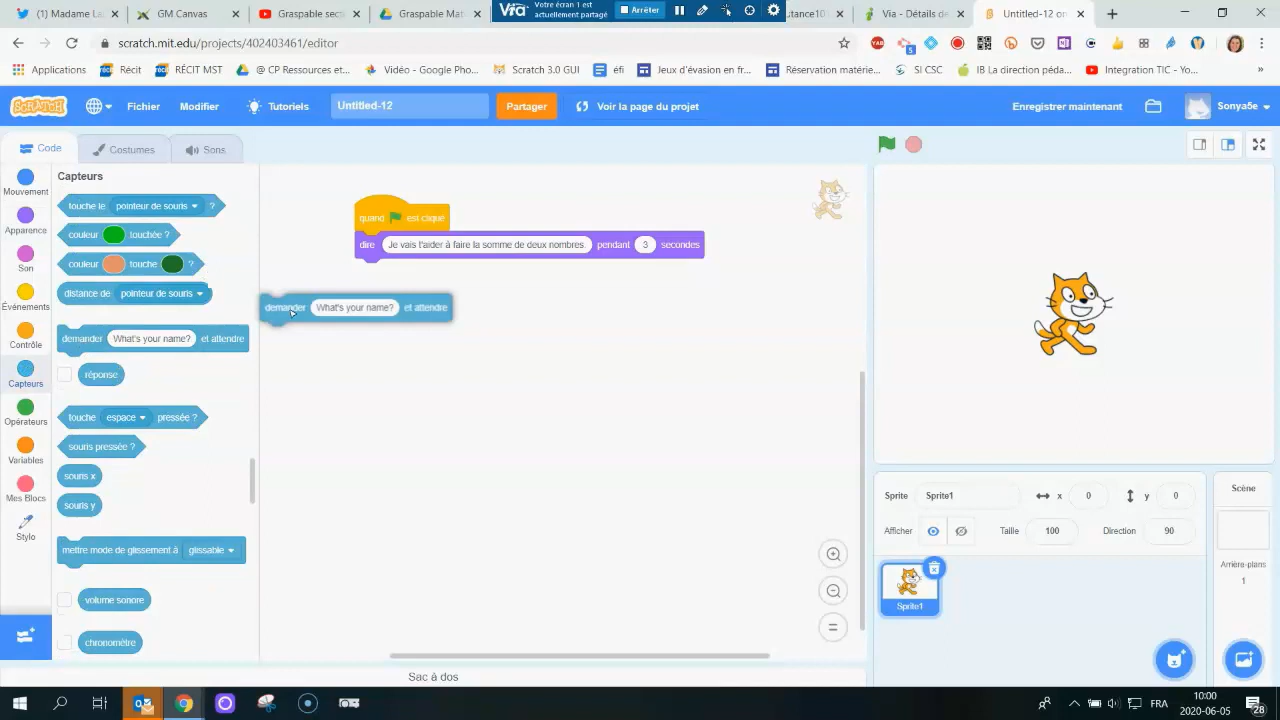 "Madame
GM Canvas
Graspable secti
Graspable Mat
Via
Votre écran 1 est
actuellement partagé
Arrêter
Via - Détails de
Untitled-12 on
scratch.mit.edu/projects/402403461/editor
Applications
Récit
RÉCIT MST
@ CP Ressources et...
Vidéo - Google Pho...
Scratch 3.0 GUI
éfi
Jeux d'évasion en fr...
Réservation matérie...
SI CSC
IB La direction péda...
Integration TIC - Yo...
»
SCRATCH
Fichier
Modifier
Tutoriels
Untitled-12
Partager
Voir la page du projet
Enregistrer maintenant
Sonya5e
Code
Costumes
Sons
Mouvement
Apparence
Son
Événements
Contrôle
Capteurs
Opérateurs
Variables
Mes Blocs
Stylo
Capteurs
touche le pointeur de souris ?
couleur touchée ?
couleur touche ?
distance de pointeur de souris
demander What's your name? et attendre
réponse
touche espace pressée ?
souris pressée ?
souris x
souris y
mettre mode de glissement à glissable
volume sonore
chronomètre
quand est cliqué
dire Je vais t'aider à faire la somme de deux nombres. pendant 3 secondes
demander What's your name? et attendre
Sac à dos
Sprite Sprite1 x 0 y 0
Afficher Taille 100 Direction 90
Sprite1
Scène
Arrière-plans
1
FRA
10:00
2020-06-05
28